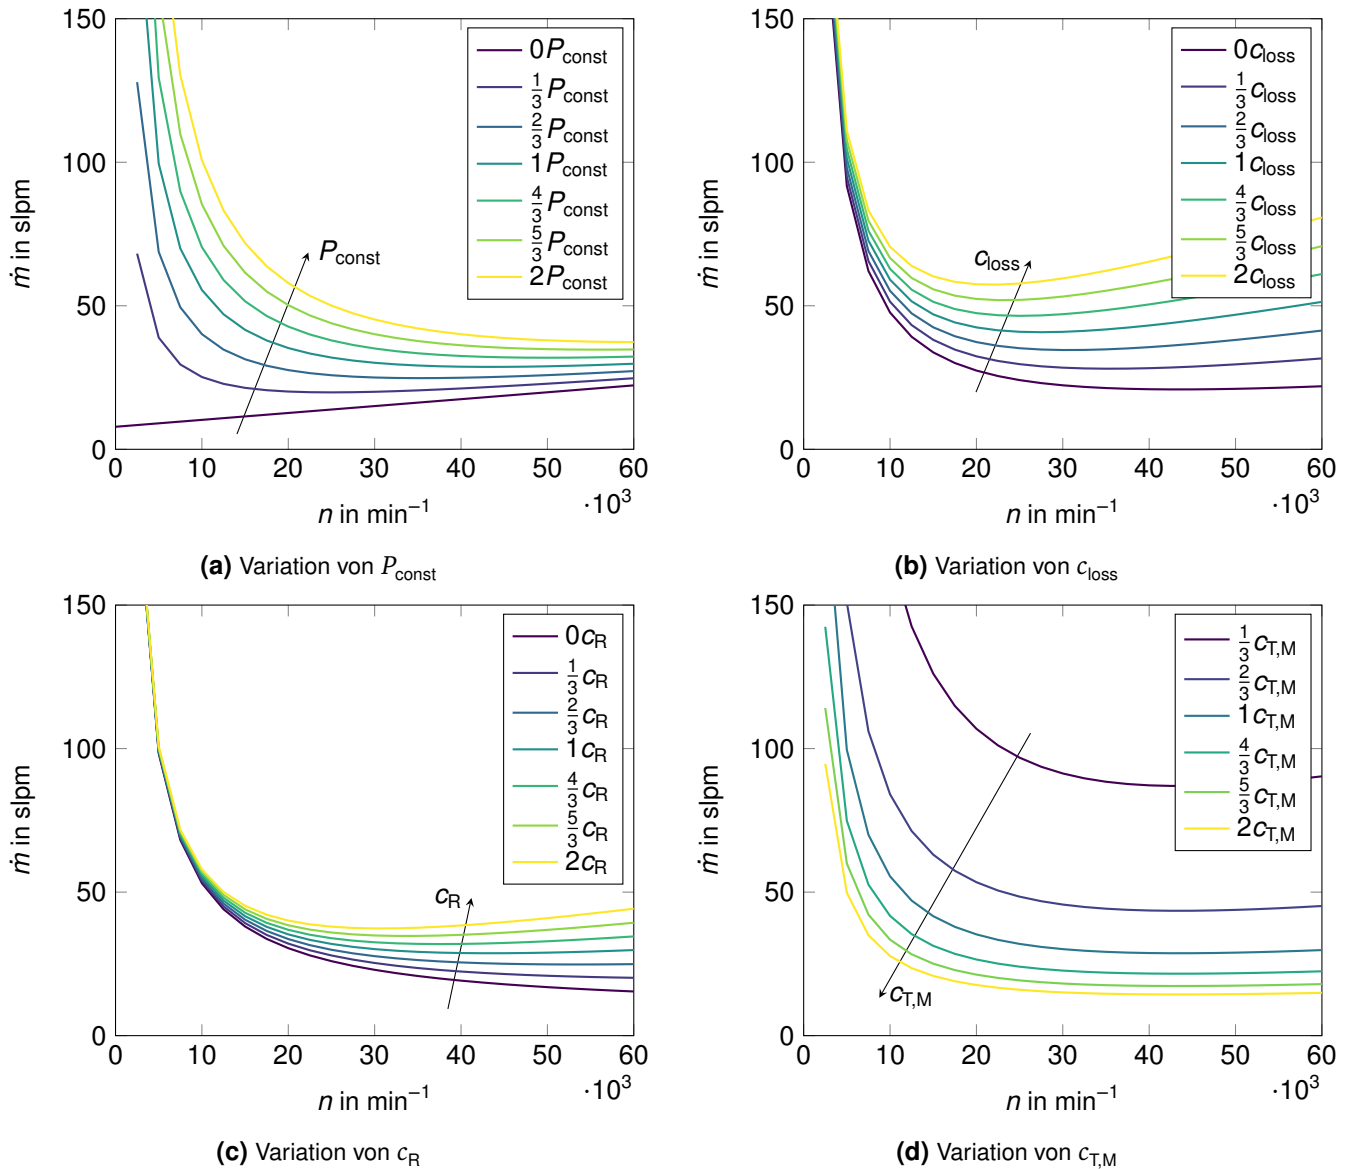 150
100
50
0
ṁ in slpm
0P_const
1/3 P_const
2/3 P_const
1P_const
4/3 P_const
5/3 P_const
2P_const
P_const
0 10 20 30 40 50 60
·10³
n in min⁻¹
(a) Variation von P_const
150
100
50
0
ṁ in slpm
0c_loss
1/3 c_loss
2/3 c_loss
1c_loss
4/3 c_loss
5/3 c_loss
2c_loss
c_loss
0 10 20 30 40 50 60
·10³
n in min⁻¹
(b) Variation von c_loss
150
100
50
0
ṁ in slpm
0c_R
1/3 c_R
2/3 c_R
1c_R
4/3 c_R
5/3 c_R
2c_R
c_R
0 10 20 30 40 50 60
·10³
n in min⁻¹
(c) Variation von c_R
150
100
50
0
ṁ in slpm
1/3 c_T,M
2/3 c_T,M
1c_T,M
4/3 c_T,M
5/3 c_T,M
2c_T,M
c_T,M
0 10 20 30 40 50 60
·10³
n in min⁻¹
(d) Variation von c_T,M